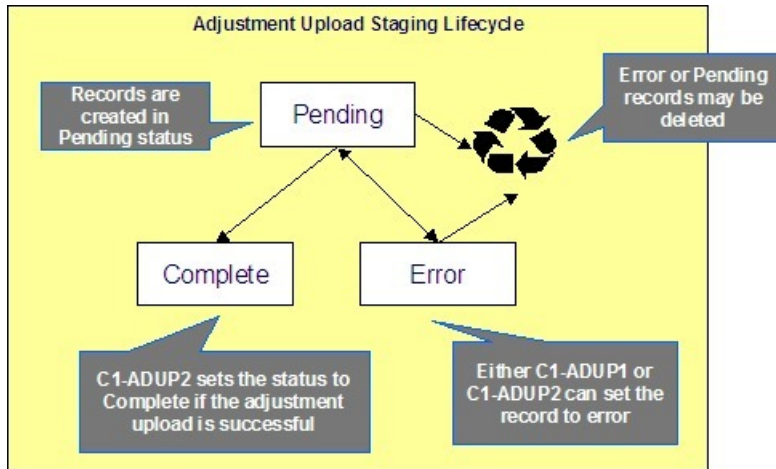 Adjustment Upload Staging Lifecycle
Records are
created in
Pending status
Pending
Error or Pending
records may be
deleted
Complete
Error
C1-ADUP2 sets the status to
Complete if the adjustment
upload is successful
Either C1-ADUP1 or
C1-ADUP2 can set the
record to error